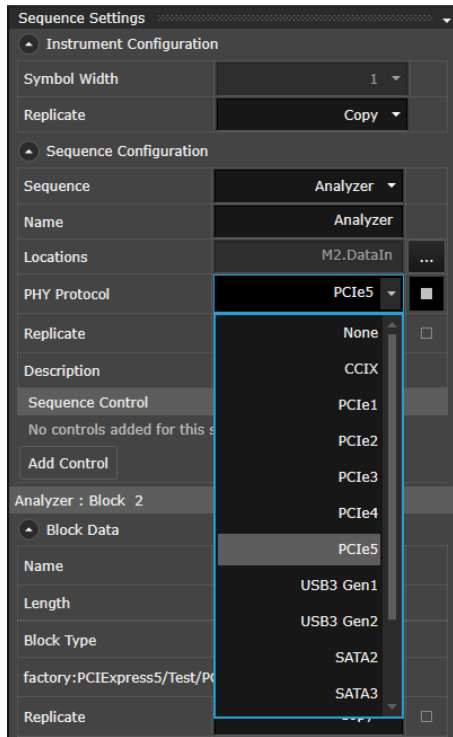 Sequence Settings
Instrument Configuration
Symbol Width 1
Replicate Copy
Sequence Configuration
Sequence Analyzer
Name Analyzer
Locations M2.DataIn ...
PHY Protocol PCIe5
Replicate None
Description CCIX
Sequence Control PCIe1
No controls added for this s
PCIe2
Add Control PCIe3
Analyzer : Block 2 PCIe4
Block Data PCIe5
Name USB3 Gen1
Length USB3 Gen2
Block Type SATA2
factory:PCIExpress5/Test/P
SATA3
Replicate